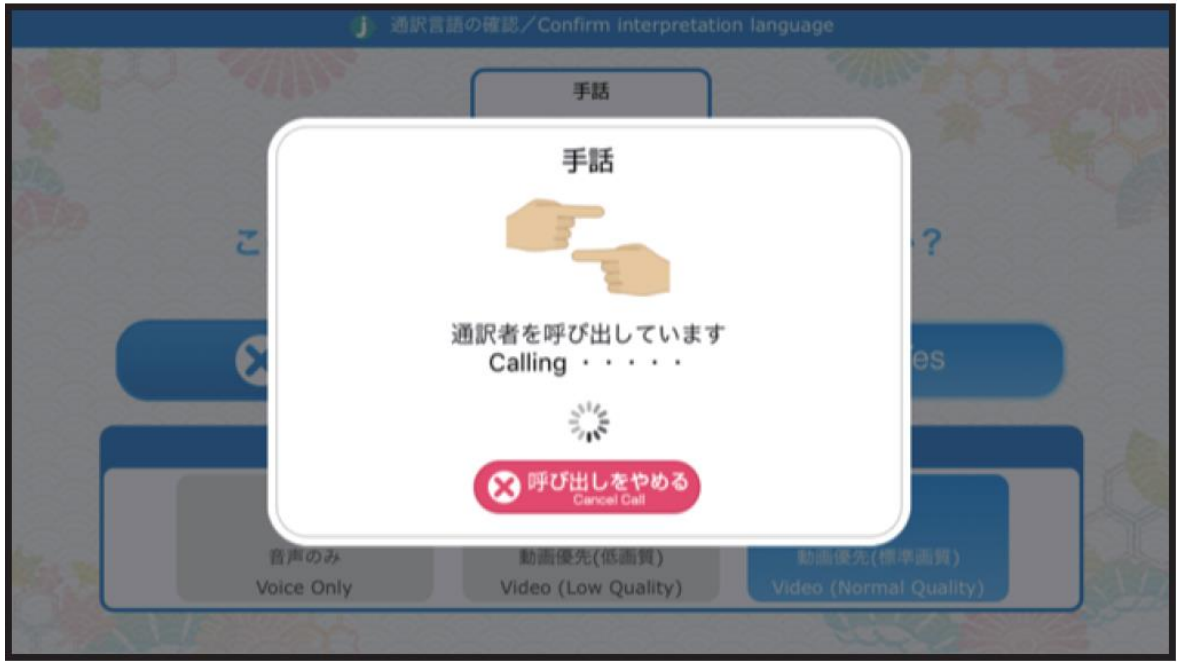 通訳言語の確認／Confirm interpretation language
手話
手話
こ
？
通訳者を呼び出しています
Calling ・・・・・
es
呼び出しをやめる
Cancel Call
音声のみ
Voice Only
動画優先(低画質)
Video (Low Quality)
動画優先(標準画質)
Video (Normal Quality)